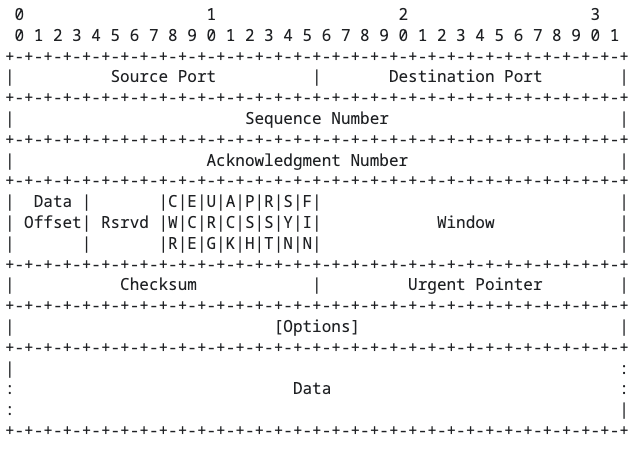 0                   1                   2                   3
 0 1 2 3 4 5 6 7 8 9 0 1 2 3 4 5 6 7 8 9 0 1 2 3 4 5 6 7 8 9 0 1
+-+-+-+-+-+-+-+-+-+-+-+-+-+-+-+-+-+-+-+-+-+-+-+-+-+-+-+-+-+-+-+-+
|          Source Port          |       Destination Port        |
+-+-+-+-+-+-+-+-+-+-+-+-+-+-+-+-+-+-+-+-+-+-+-+-+-+-+-+-+-+-+-+-+
|                        Sequence Number                        |
+-+-+-+-+-+-+-+-+-+-+-+-+-+-+-+-+-+-+-+-+-+-+-+-+-+-+-+-+-+-+-+-+
|                    Acknowledgment Number                      |
+-+-+-+-+-+-+-+-+-+-+-+-+-+-+-+-+-+-+-+-+-+-+-+-+-+-+-+-+-+-+-+-+
|  Data |       |C|E|U|A|P|R|S|F|                               |
| Offset| Rsrvd |W|C|R|C|S|S|Y|I|            Window             |
|       |       |R|E|G|K|H|T|N|N|                               |
+-+-+-+-+-+-+-+-+-+-+-+-+-+-+-+-+-+-+-+-+-+-+-+-+-+-+-+-+-+-+-+-+
|           Checksum            |         Urgent Pointer        |
+-+-+-+-+-+-+-+-+-+-+-+-+-+-+-+-+-+-+-+-+-+-+-+-+-+-+-+-+-+-+-+-+
|                           [Options]                           |
+-+-+-+-+-+-+-+-+-+-+-+-+-+-+-+-+-+-+-+-+-+-+-+-+-+-+-+-+-+-+-+-+
|                                                               :
:                             Data                              :
:                                                               |
+-+-+-+-+-+-+-+-+-+-+-+-+-+-+-+-+-+-+-+-+-+-+-+-+-+-+-+-+-+-+-+-+